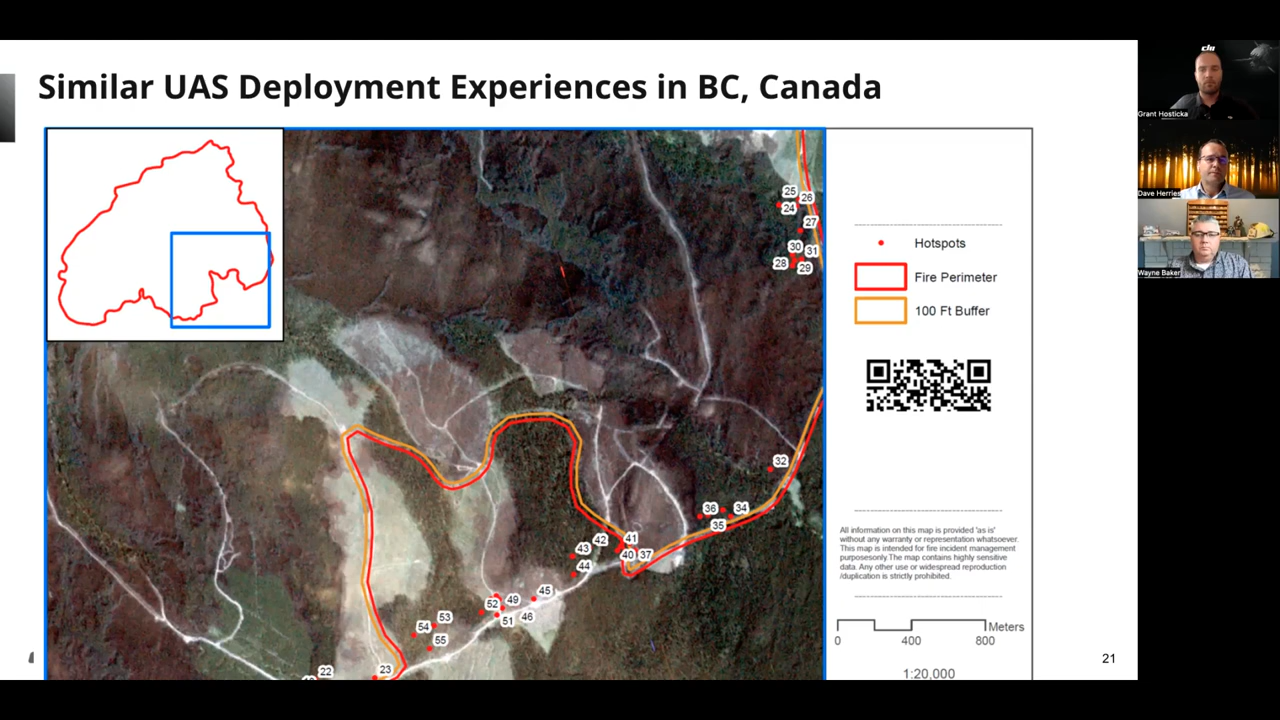 Similar UAS Deployment Experiences in BC, Canada
dji
Grant Hosticka
Dave Herries
Wayne Baker
25
26
24
27
30
31
28
29
32
36
34
35
41
42
43
40
37
44
45
49
52
46
51
53
54
55
23
22
Hotspots
Fire Perimeter
100 Ft Buffer
All information on this map is provided 'as is'
without any warranty or representation whatsoever.
This map is intended for fire incident management
purposesonly.The map contains highly sensitive
data. Any other use or widespread reproduction
/duplication is strictly prohibited.
Meters
0 400 800
1:20,000
21